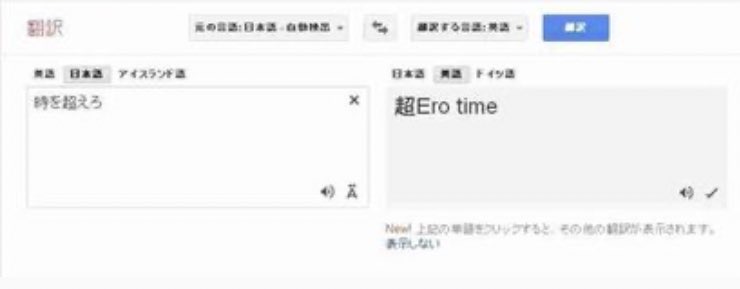 翻訳
元の言語: 日本語 - 自動検出
翻訳する言語: 英語
翻訳
英語 日本語 アイスランド語
時を超えろ
日本語 英語 ドイツ語
超Ero time
New! 上記の単語をクリックすると、その他の翻訳が表示されます。
表示しない